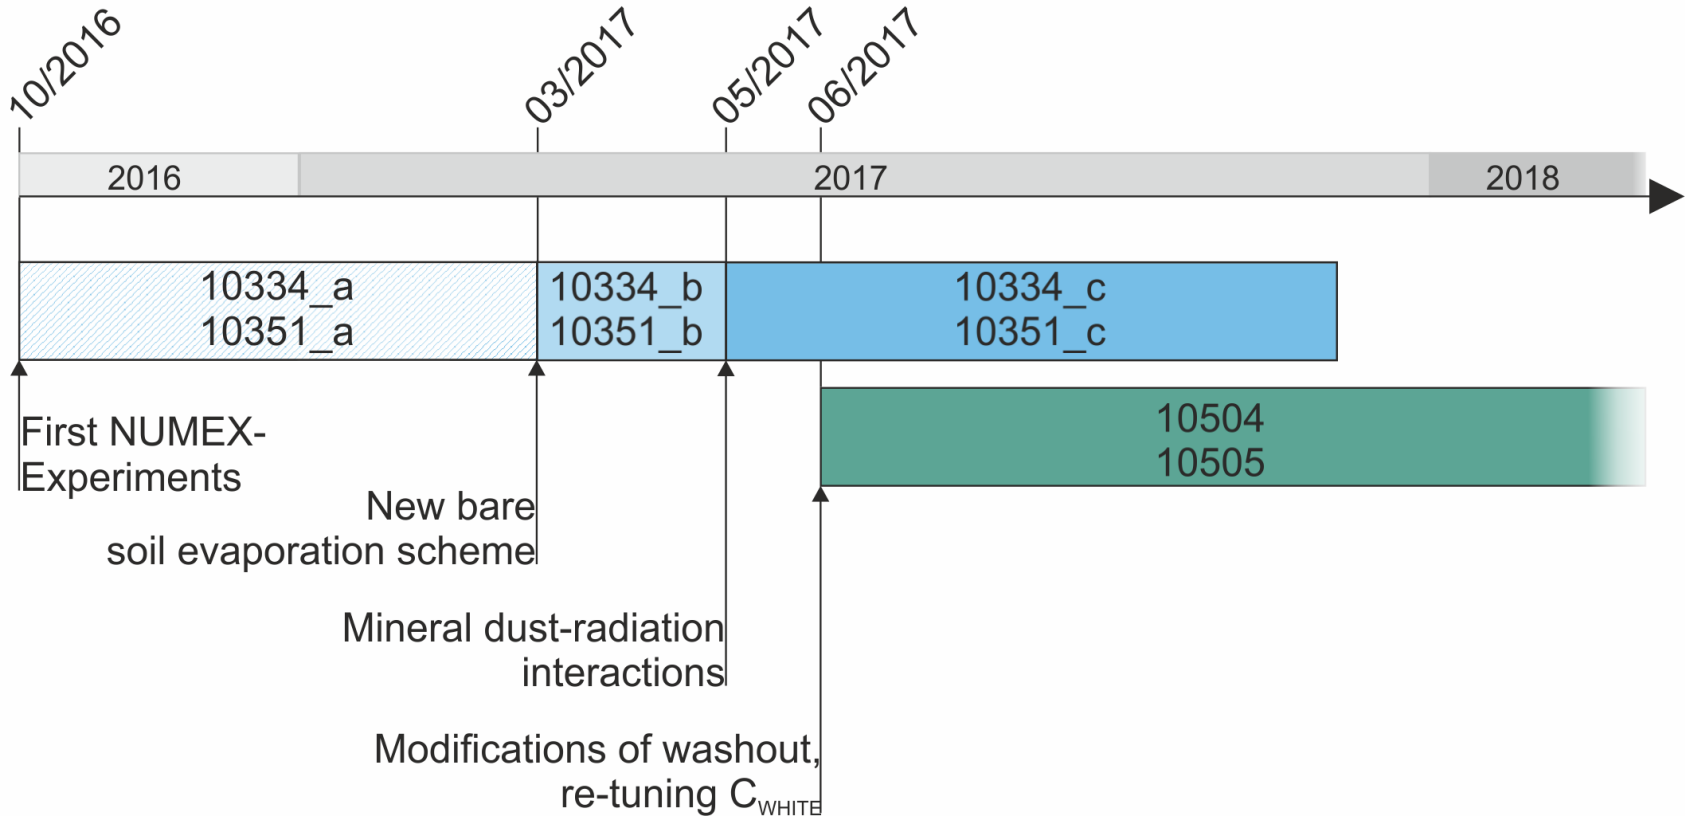 10/2016
03/2017
05/2017
06/2017
2016
2017
2018
10334_a
10351_a
10334_b
10351_b
10334_c
10351_c
10504
10505
First NUMEX-
Experiments
New bare
soil evaporation scheme
Mineral dust-radiation
interactions
Modifications of washout,
re-tuning CWHITE